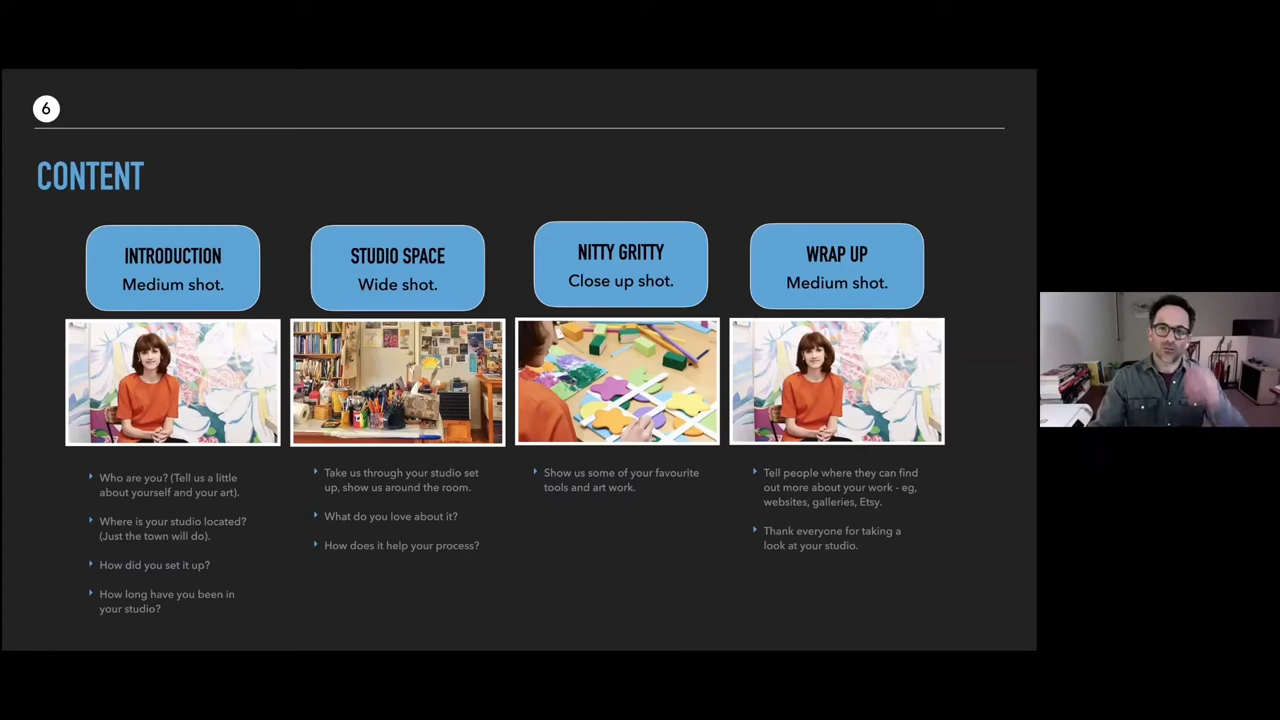 6
CONTENT
INTRODUCTION
Medium shot.
STUDIO SPACE
Wide shot.
NITTY GRITTY
Close up shot.
WRAP UP
Medium shot.
Who are you? (Tell us a little
about yourself and your art).
Where is your studio located?
(Just the town will do).
How did you set it up?
How long have you been in
your studio?
Take us through your studio set
up, show us around the room.
What do you love about it?
How does it help your process?
Show us some of your favourite
tools and art work.
Tell people where they can find
out more about your work - eg,
websites, galleries, Etsy.
Thank everyone for taking a
look at your studio.